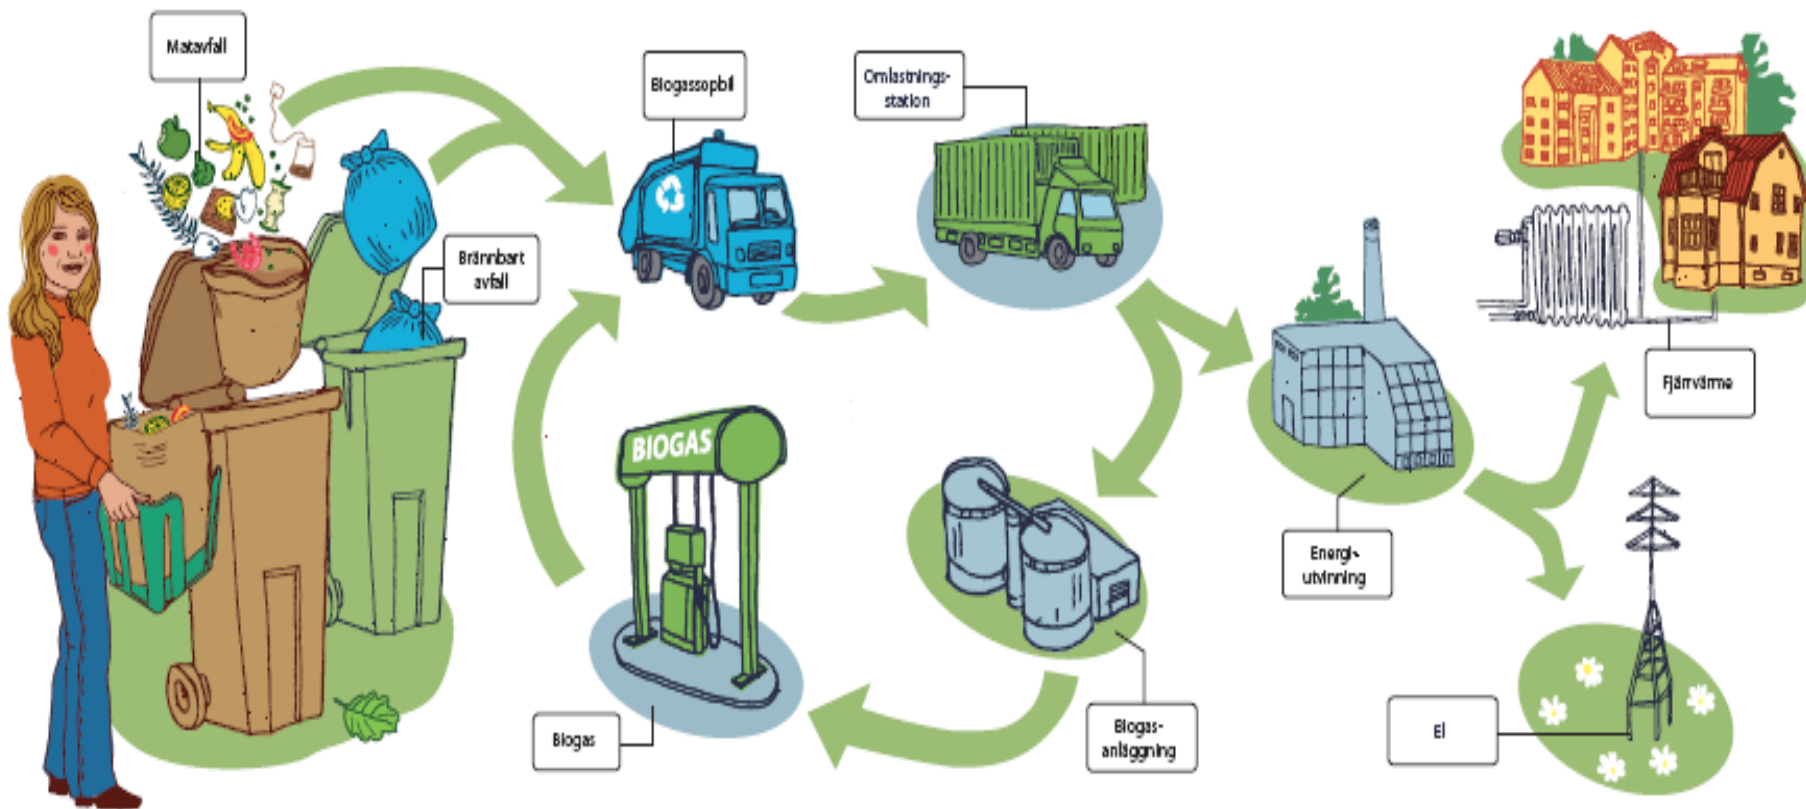 Matavfall
Biogassopbil
Omlastnings-
station
Brännbart
avfall
BIOGAS
Fjärrvärme
Energi-
utvinning
Biogas
Biogas-
anläggning
El